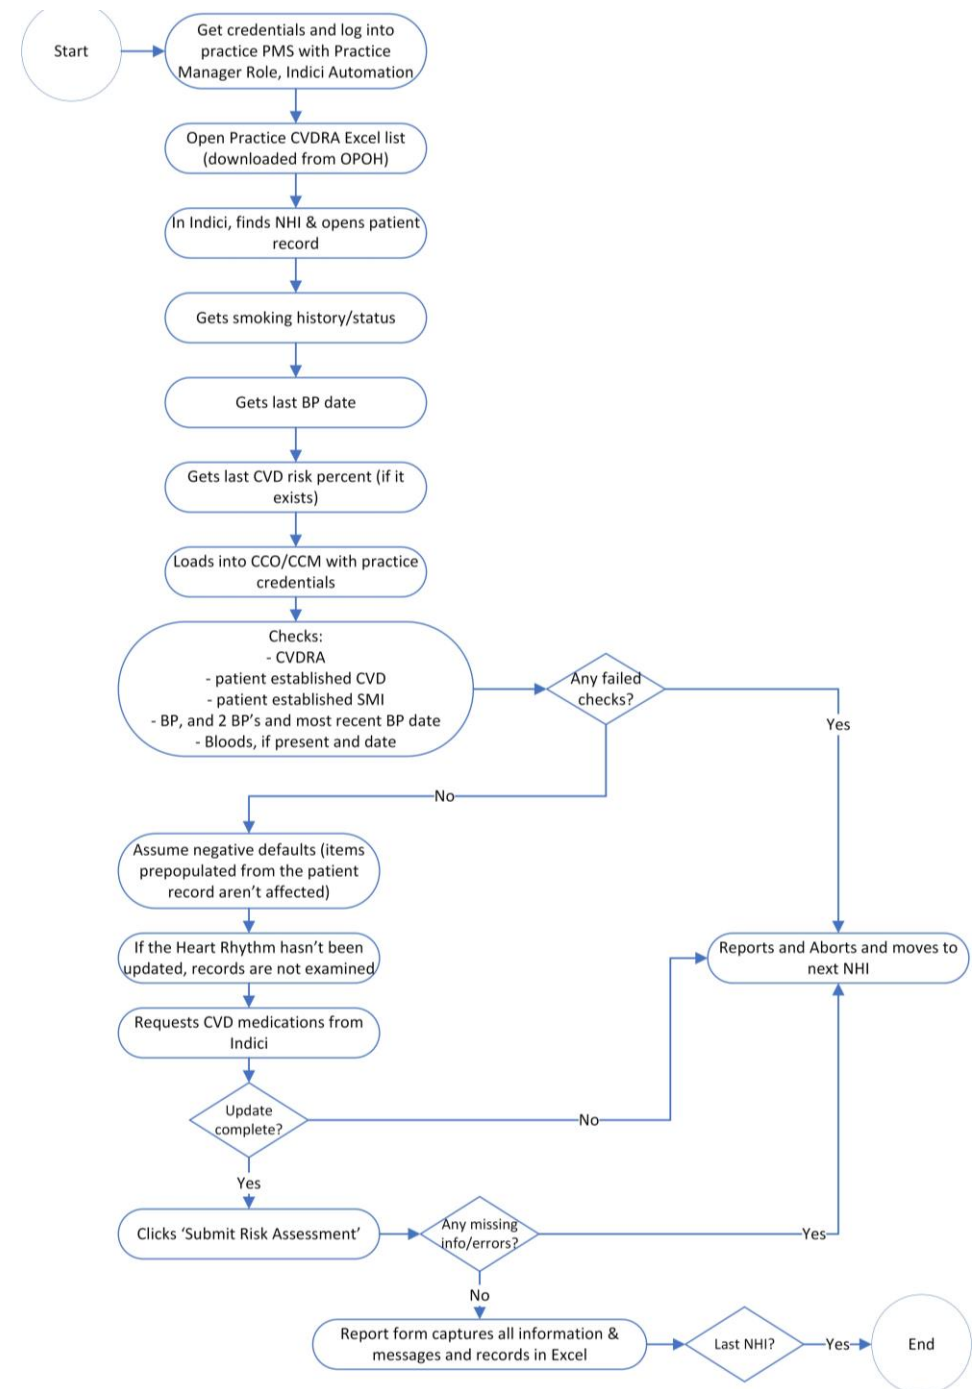 Start
Get credentials and log into
practice PMS with Practice
Manager Role, Indici Automation
Open Practice CVDRA Excel list
(downloaded from OPOH)
In Indici, finds NHI & opens patient
record
Gets smoking history/status
Gets last BP date
Gets last CVD risk percent (if it
exists)
Loads into CCO/CCM with practice
credentials
Checks:
- CVDRA
- patient established CVD
- patient established SMI
- BP, and 2 BP's and most recent BP date
- Bloods, if present and date
Any failed
checks?
Yes
No
Assume negative defaults (items
prepopulated from the patient
record aren't affected)
If the Heart Rhythm hasn't been
updated, records are not examined
Reports and Aborts and moves to
next NHI
Requests CVD medications from
Indici
Update
complete?
No
Yes
Clicks 'Submit Risk Assessment'
Any missing
info/errors?
Yes
No
Report form captures all information &
messages and records in Excel
Last NHI?
Yes
End